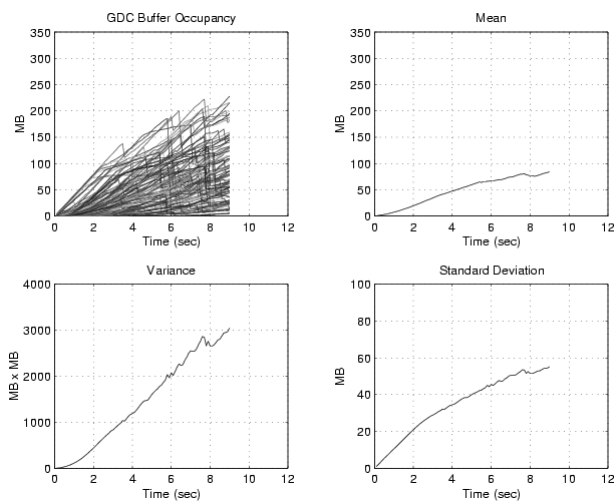 GDC Buffer Occupancy
350
300
250
200
150
100
50
0
MB
0 2 4 6 8 10 12
Time (sec)
Mean
350
300
250
200
150
100
50
0
MB
0 2 4 6 8 10 12
Time (sec)
Variance
4000
3000
2000
1000
0
MB x MB
0 2 4 6 8 10 12
Time (sec)
Standard Deviation
100
80
60
40
20
0
MB
0 2 4 6 8 10 12
Time (sec)